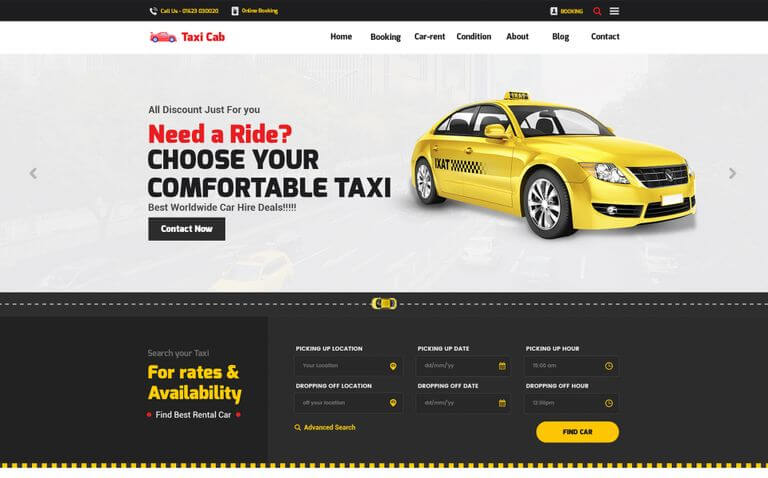 Call Us - 01623 030020
Online Booking
BOOKING
Taxi Cab
Home
Booking
Car-rent
Condition
About
Blog
Contact
All Discount Just For you
Need a Ride?
CHOOSE YOUR
COMFORTABLE TAXI
Best Worldwide Car Hire Deals!!!!!
Contact Now
IXAT
IXAT
Search your Taxi
For rates &
Availability
Find Best Rental Car
PICKING UP LOCATION
PICKING UP DATE
PICKING UP HOUR
Your Location
dd/mm/yy
10:00 am
DROPPING OFF LOCATION
DROPPING OFF DATE
DROPPING OFF HOUR
off your location
dd/mm/yy
12:00pm
Advanced Search
FIND CAR